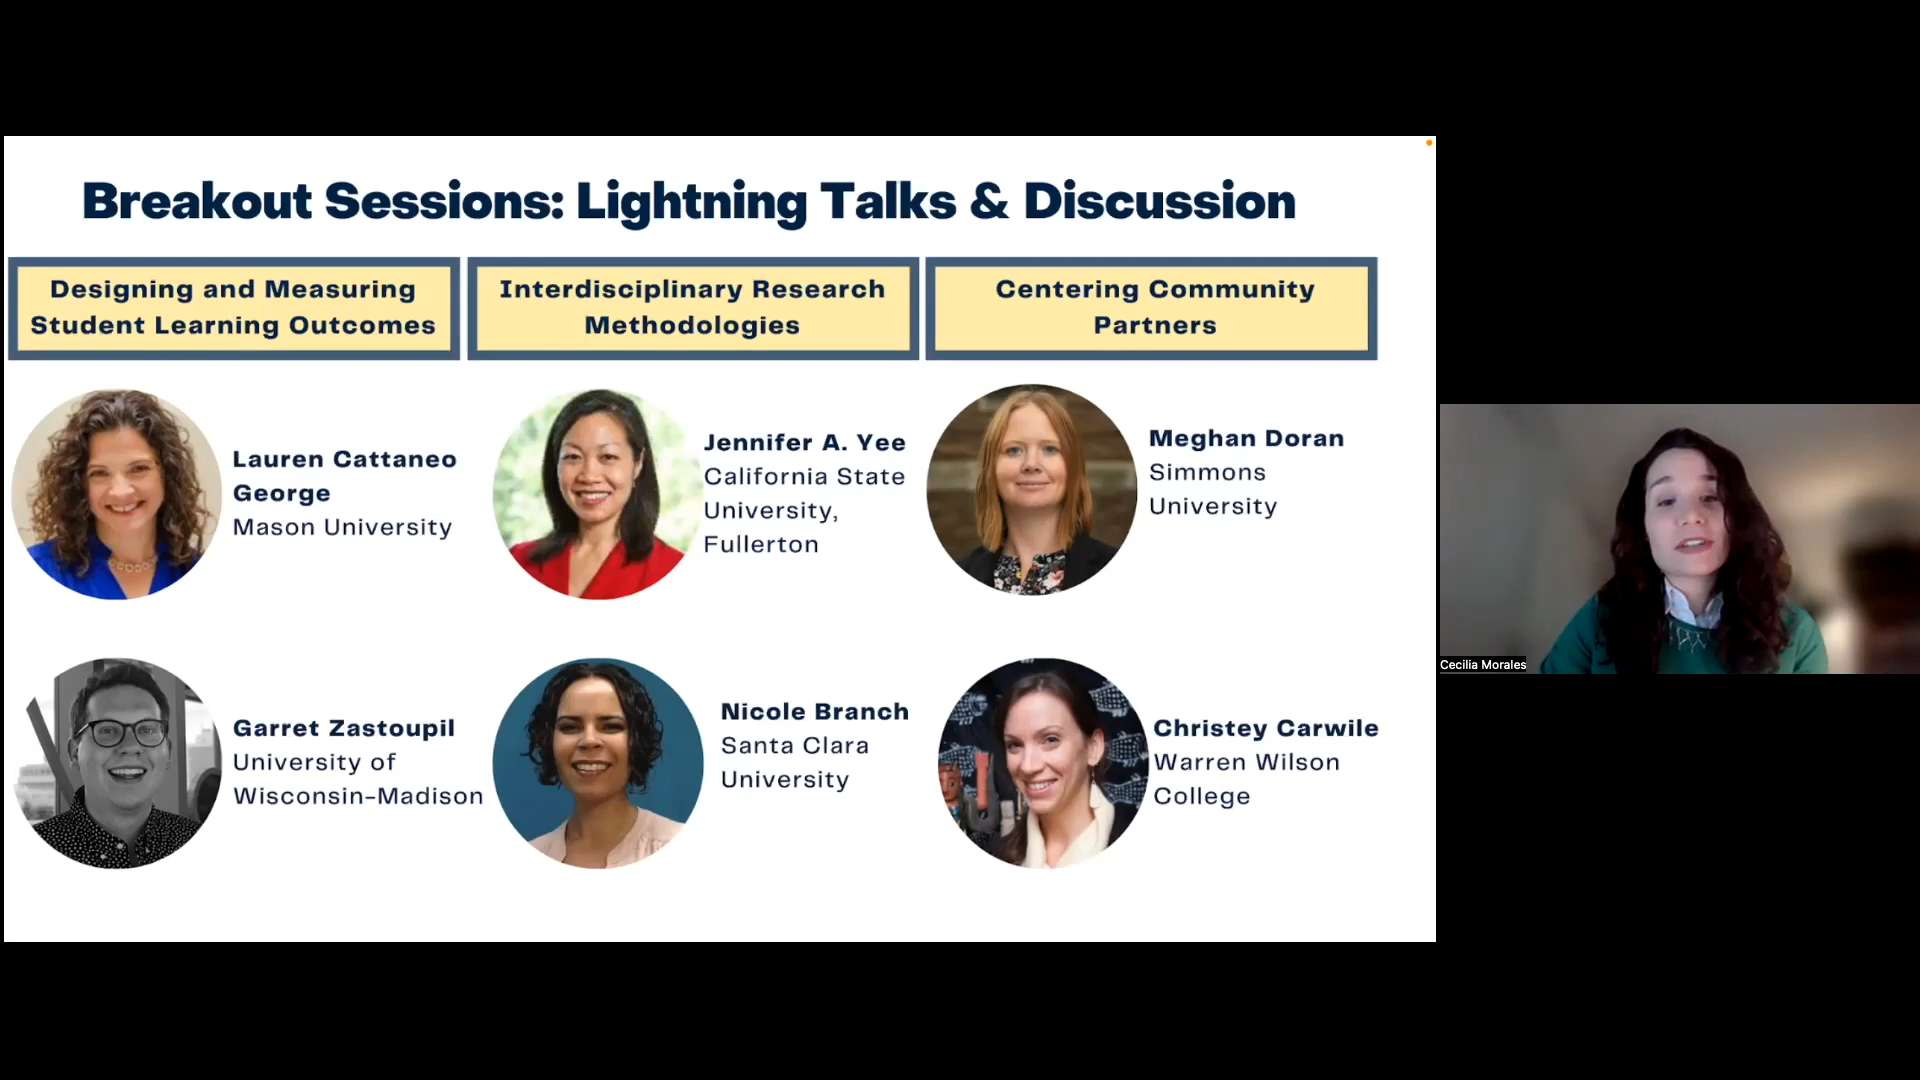 Breakout Sessions: Lightning Talks & Discussion
Designing and Measuring
Student Learning Outcomes
Interdisciplinary Research
Methodologies
Centering Community
Partners
Lauren Cattaneo
George
Mason University
Jennifer A. Yee
California State
University,
Fullerton
Meghan Doran
Simmons
University
Garret Zastoupil
University of
Wisconsin-Madison
Nicole Branch
Santa Clara
University
Christey Carwile
Warren Wilson
College
Cecilia Morales